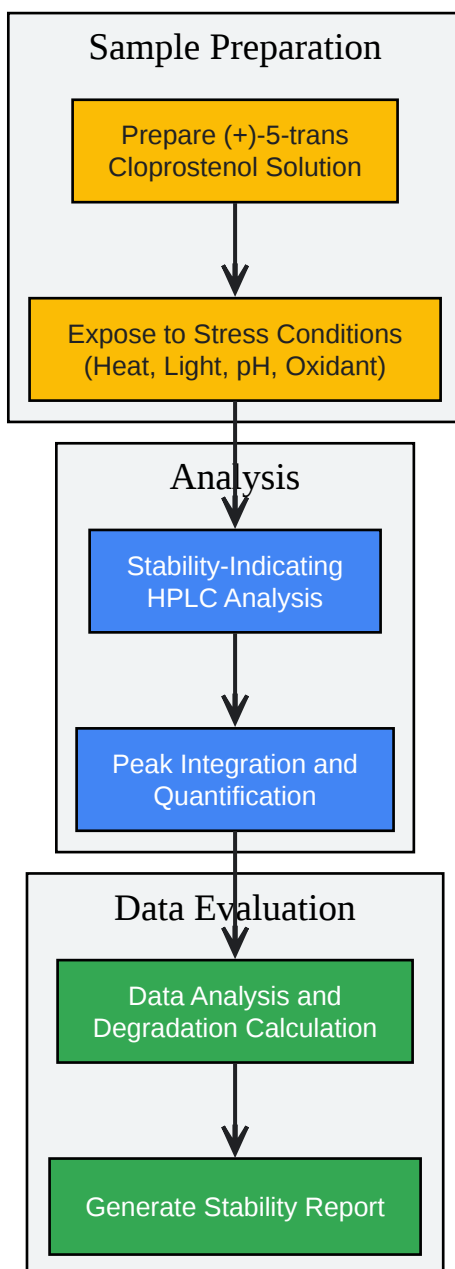 Sample Preparation
Prepare (+)-5-trans
Cloprostenol Solution
Expose to Stress Conditions
(Heat, Light, pH, Oxidant)
Analysis
Stability-Indicating
HPLC Analysis
Peak Integration and
Quantification
Data Evaluation
Data Analysis and
Degradation Calculation
Generate Stability Report